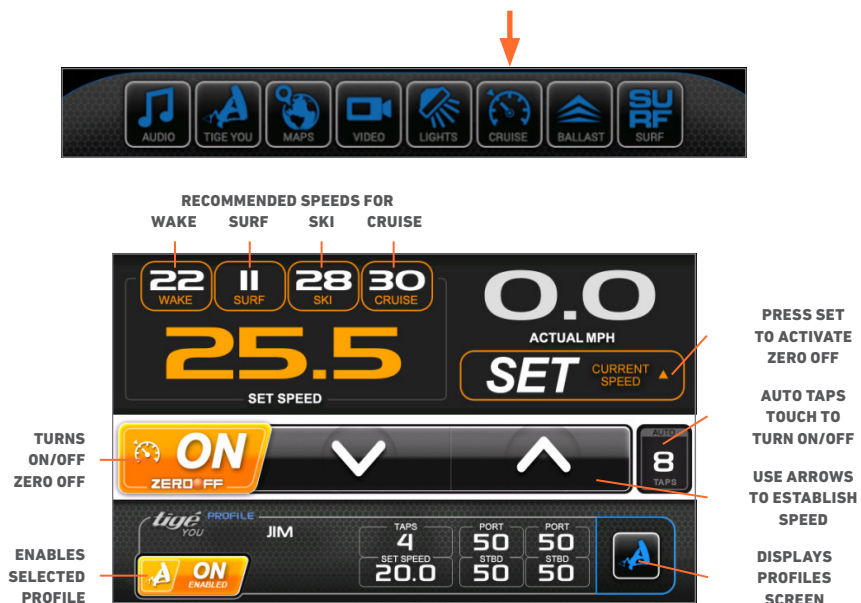 AUDIO TIGE YOU MAPS VIDEO LIGHTS CRUISE BALLAST SURF SURF
RECOMMENDED SPEEDS FOR
WAKE SURF SKI CRUISE
22 WAKE
11 SURF
28 SKI
30 CRUISE
25.5
SET SPEED
0.0
ACTUAL MPH
SET CURRENT SPEED
PRESS SET
TO ACTIVATE
ZERO OFF
AUTO TAPS
TOUCH TO
TURN ON/OFF
USE ARROWS
TO ESTABLISH
SPEED
DISPLAYS
PROFILES
SCREEN
TURNS
ON/OFF
ZERO OFF
ON
ZERO OFF
AUTO
8
TAPS
ENABLES
SELECTED
PROFILE
tigé YOU PROFILE
JIM
ON
ENABLED
TAPS
4
SET SPEED
20.0
PORT
50
STBD
50
PORT
50
STBD
50